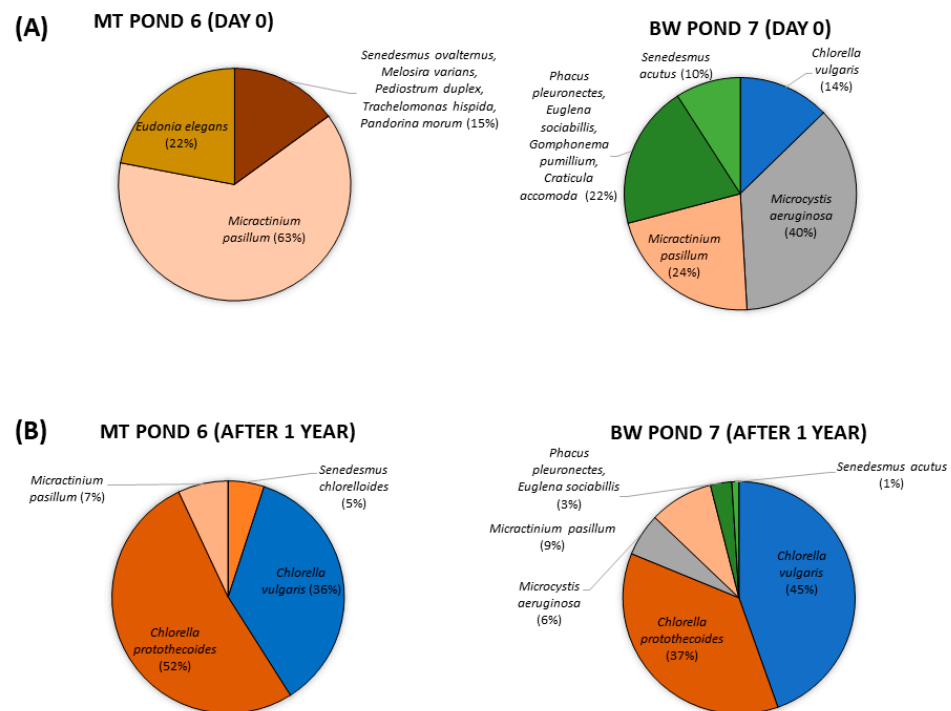 (A)
MT POND 6 (DAY 0)
Senedesmus ovalternus,
Melosira varians,
Pediostrum duplex,
Trachelomonas hispida,
Pandorina morum (15%)
Eudonia elegans
(22%)
Micractinium
pasillum (63%)
BW POND 7 (DAY 0)
Senedesmus
acutus (10%)
Chlorella
vulgaris
(14%)
Phacus
pleuronectes,
Euglena
sociabillis,
Gomphonema
pumillium,
Craticula
accomoda (22%)
Microcystis
aeruginosa
(40%)
Micractinium
pasillum
(24%)
(B)
MT POND 6 (AFTER 1 YEAR)
Micractinium
pasillum (7%)
Senedesmus
chlorelloides
(5%)
Chlorella
vulgaris (36%)
Chlorella
protothecoides
(52%)
BW POND 7 (AFTER 1 YEAR)
Phacus
pleuronectes,
Euglena sociabillis
(3%)
Senedesmus acutus
(1%)
Micractinium pasillum
(9%)
Microcystis
aeruginosa
(6%)
Chlorella
vulgaris
(45%)
Chlorella
protothecoides
(37%)